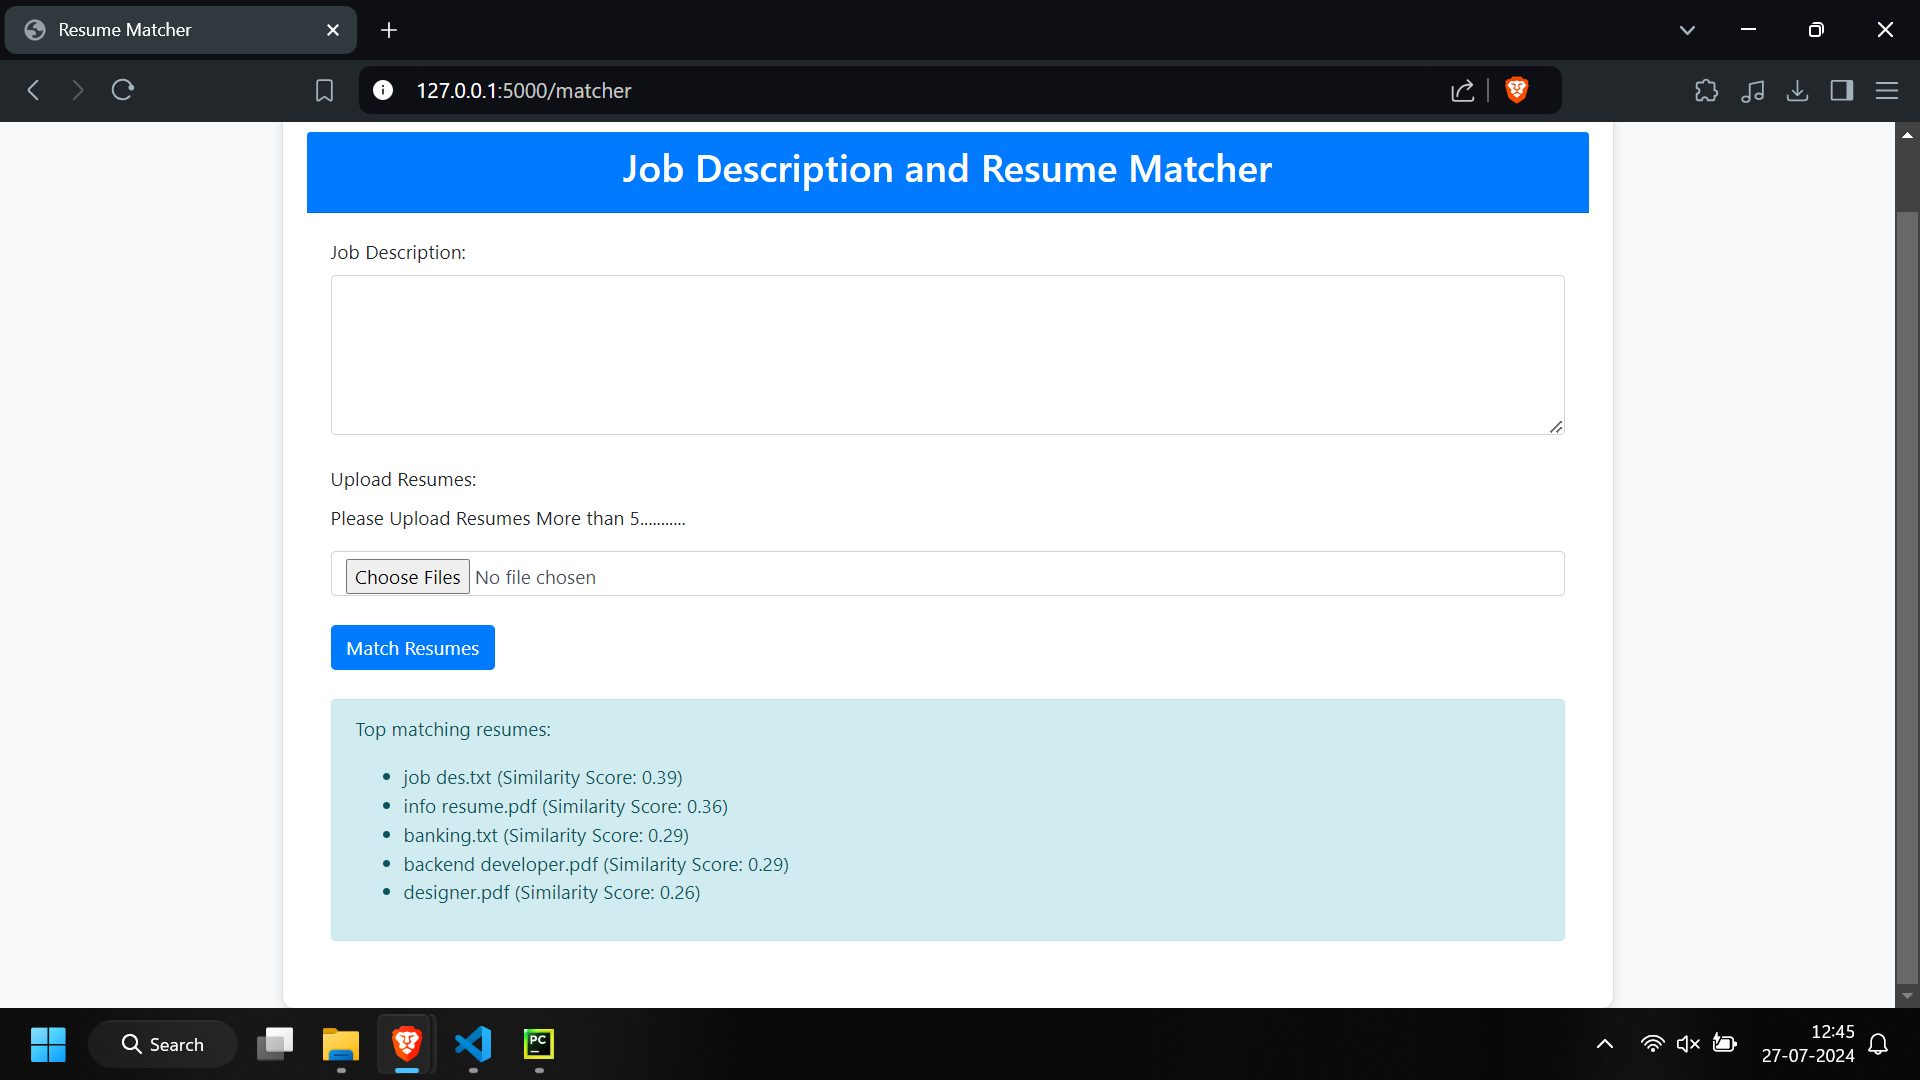 Resume Matcher
127.0.0.1:5000/matcher
Job Description and Resume Matcher
Job Description:
Upload Resumes:
Please Upload Resumes More than 5...........
Choose Files No file chosen
Match Resumes
Top matching resumes:
job des.txt (Similarity Score: 0.39)
info resume.pdf (Similarity Score: 0.36)
banking.txt (Similarity Score: 0.29)
backend developer.pdf (Similarity Score: 0.29)
designer.pdf (Similarity Score: 0.26)
Search
PC
12:45
27-07-2024